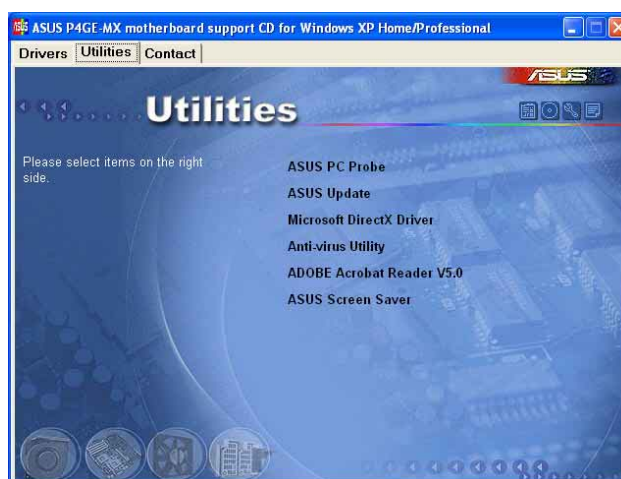 ASUS P4GE-MX motherboard support CD for Windows XP Home/Professional
Drivers Utilities Contact
ASUS
Utilities
Please select items on the right
side.
ASUS PC Probe
ASUS Update
Microsoft DirectX Driver
Anti-virus Utility
ADOBE Acrobat Reader V5.0
ASUS Screen Saver